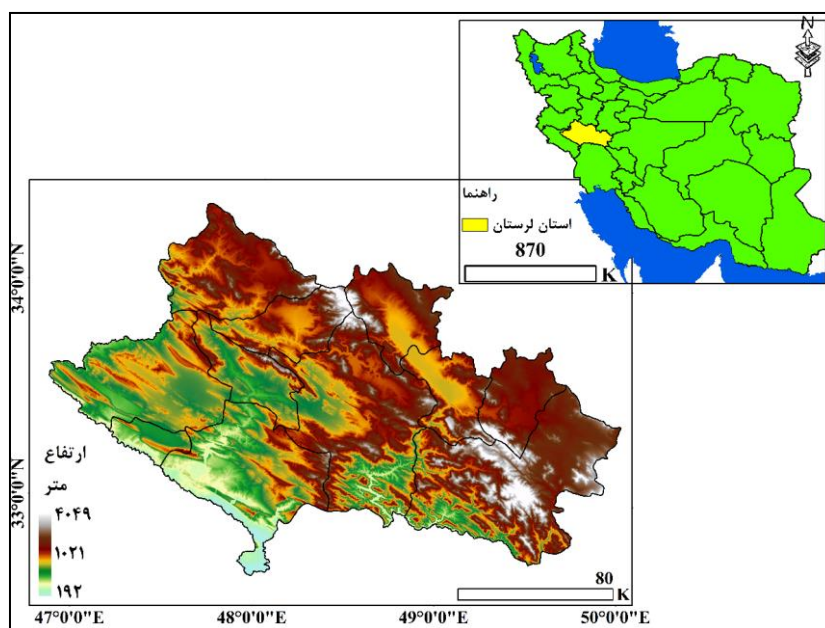 N
راهنما
استان لرستان
870
K
34°0'0"N
33°0'0"N
ارتفاع
متر
۴۰۴۹
۱۰۲۱
۱۹۲
80
K
47°0'0"E
48°0'0"E
49°0'0"E
50°0'0"E